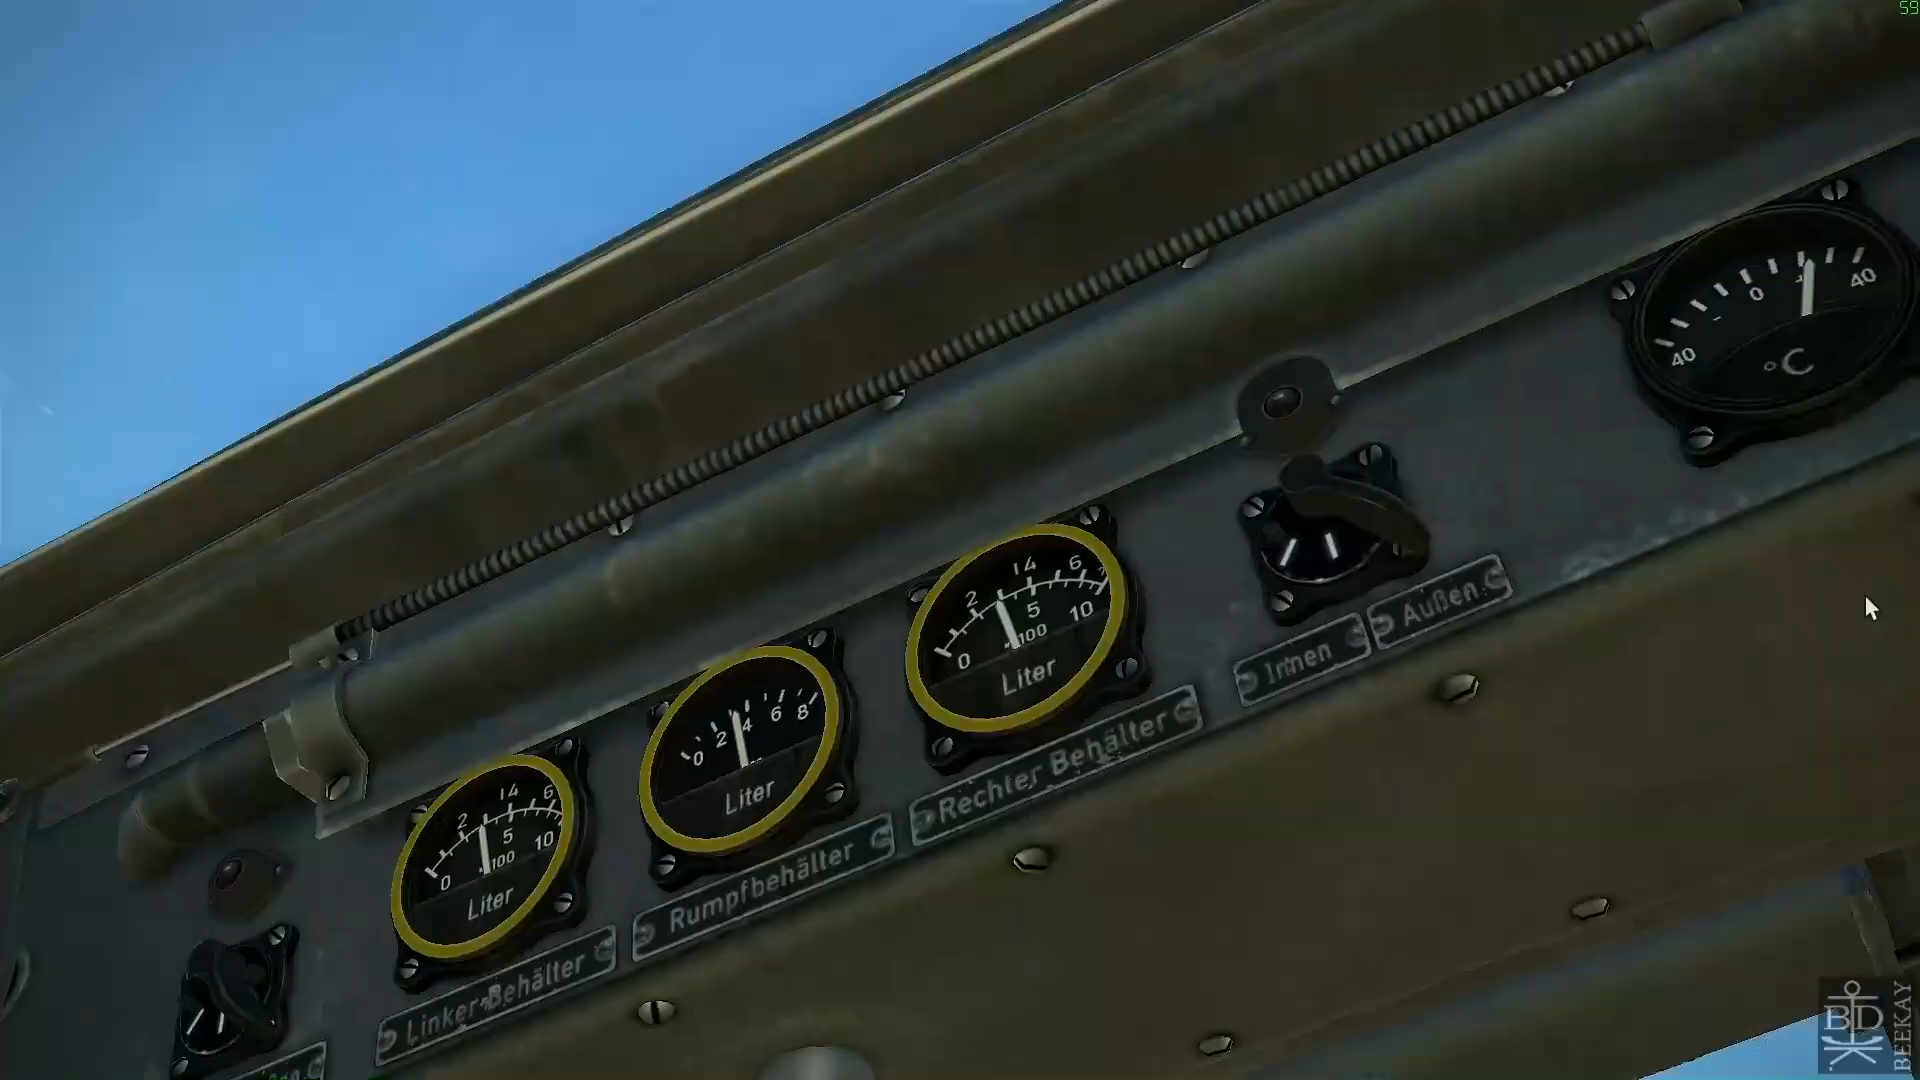 59
40 0 40
°C
0 2 14 6
5 10
100
Liter
Innen
Außen
0 2 4 6 8
Liter
Rechter Behälter
0 2 14 6
5 10
100
Liter
Rumpfbehälter
Linker Behälter
BD
BEEKAY